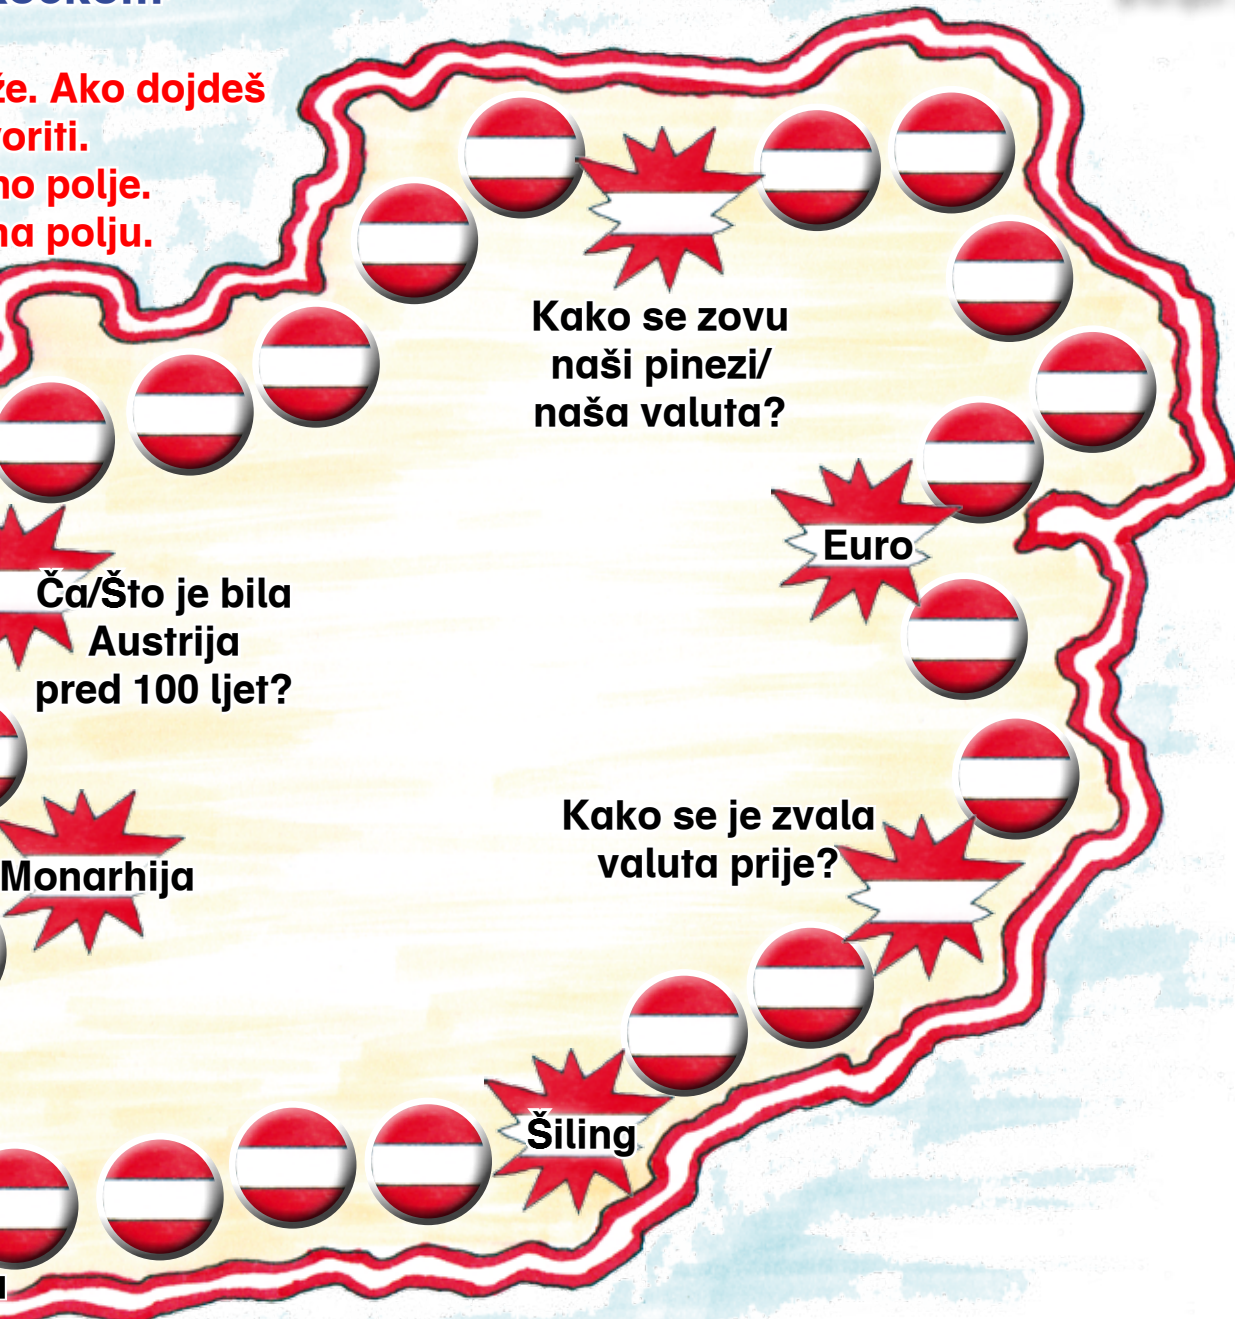 že. Ako dojdeš
oriti.
no polje.
na polju.
Kako se zovu
naši pinezi/
naša valuta?
Euro
Ča/Što je bila
Austrija
pred 100 ljet?
Kako se je zvala
valuta prije?
Monarhija
Šiling